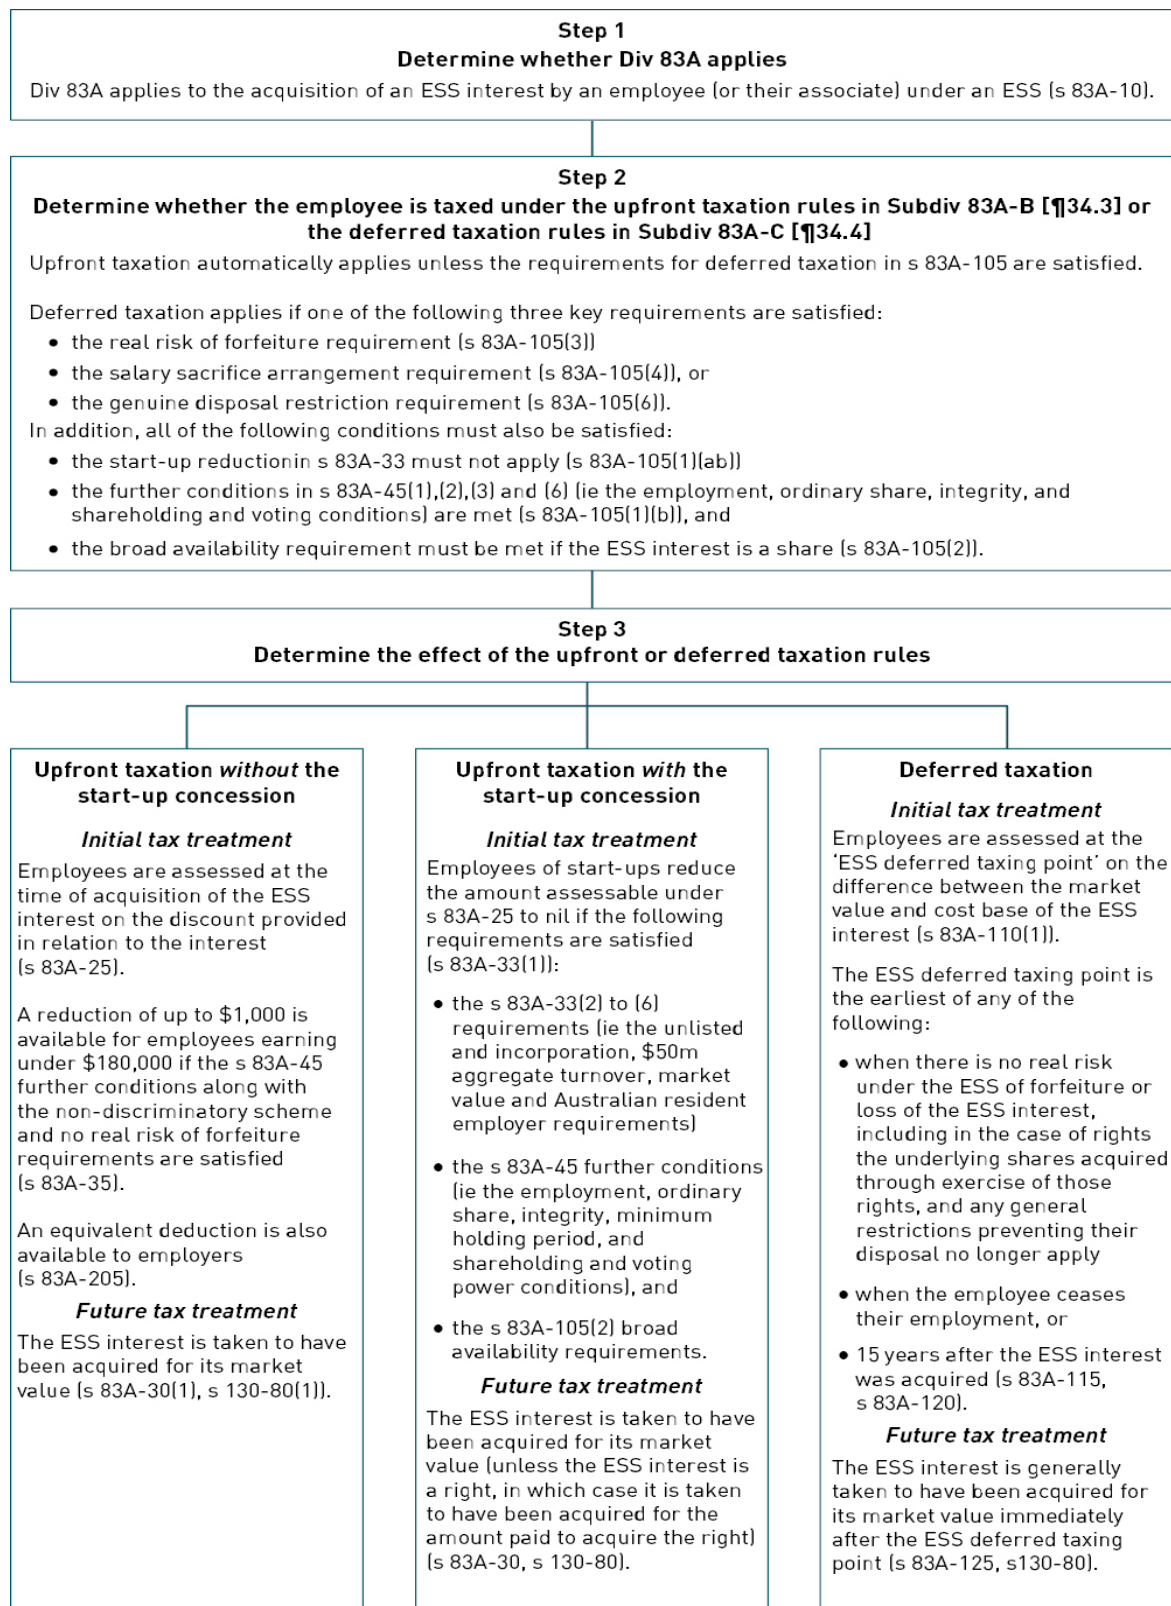 Step 1
Determine whether Div 83A applies
Div 83A applies to the acquisition of an ESS interest by an employee (or their associate) under an ESS (s 83A-10).
Step 2
Determine whether the employee is taxed under the upfront taxation rules in Subdiv 83A-B [¶34.3] or
the deferred taxation rules in Subdiv 83A-C [¶34.4]
Upfront taxation automatically applies unless the requirements for deferred taxation in s 83A-105 are satisfied.
Deferred taxation applies if one of the following three key requirements are satisfied:
• the real risk of forfeiture requirement (s 83A-105(3))
• the salary sacrifice arrangement requirement (s 83A-105(4)), or
• the genuine disposal restriction requirement (s 83A-105(6)).
In addition, all of the following conditions must also be satisfied:
• the start-up reductionin s 83A-33 must not apply (s 83A-105(1)(ab))
• the further conditions in s 83A-45(1),(2),(3) and (6) (ie the employment, ordinary share, integrity, and
shareholding and voting conditions) are met (s 83A-105(1)(b)), and
• the broad availability requirement must be met if the ESS interest is a share (s 83A-105(2)).
Step 3
Determine the effect of the upfront or deferred taxation rules
Upfront taxation without the
start-up concession
Initial tax treatment
Employees are assessed at the
time of acquisition of the ESS
interest on the discount provided
in relation to the interest
(s 83A-25).
A reduction of up to $1,000 is
available for employees earning
under $180,000 if the s 83A-45
further conditions along with
the non-discriminatory scheme
and no real risk of forfeiture
requirements are satisfied
(s 83A-35).
An equivalent deduction is also
available to employers
(s 83A-205).
Future tax treatment
The ESS interest is taken to have
been acquired for its market
value (s 83A-30(1), s 130-80(1)).
Upfront taxation with the
start-up concession
Initial tax treatment
Employees of start-ups reduce
the amount assessable under
s 83A-25 to nil if the following
requirements are satisfied
(s 83A-33(1)):
• the s 83A-33(2) to (6)
requirements (ie the unlisted
and incorporation, $50m
aggregate turnover, market
value and Australian resident
employer requirements)
• the s 83A-45 further conditions
(ie the employment, ordinary
share, integrity, minimum
holding period, and
shareholding and voting
power conditions), and
• the s 83A-105(2) broad
availability requirements.
Future tax treatment
The ESS interest is taken to have
been acquired for its market
value (unless the ESS interest is
a right, in which case it is taken
to have been acquired for the
amount paid to acquire the right)
(s 83A-30, s 130-80).
Deferred taxation
Initial tax treatment
Employees are assessed at the
‘ESS deferred taxing point’ on the
difference between the market
value and cost base of the ESS
interest (s 83A-110(1)).
The ESS deferred taxing point is
the earliest of any of the
following:
• when there is no real risk
under the ESS of forfeiture or
loss of the ESS interest,
including in the case of rights
the underlying shares acquired
through exercise of those
rights, and any general
restrictions preventing their
disposal no longer apply
• when the employee ceases
their employment, or
• 15 years after the ESS interest
was acquired (s 83A-115,
s 83A-120).
Future tax treatment
The ESS interest is generally
taken to have been acquired for
its market value immediately
after the ESS deferred taxing
point (s 83A-125, s130-80).